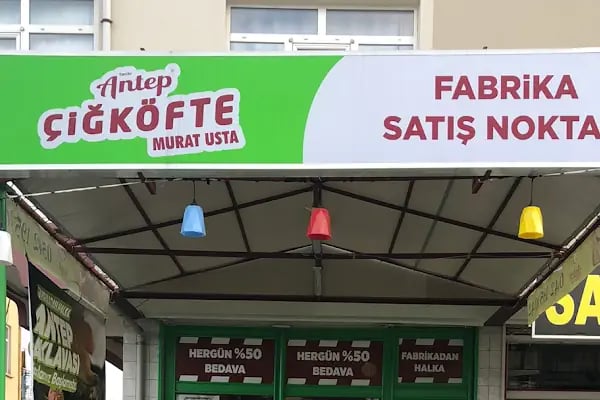 Antep
ÇİĞKÖFTE
MURAT USTA
FABRİKA
SATIŞ NOKTA
HERGÜN %50
BEDAVA
HERGÜN %50
BEDAVA
FABRİKADAN
HALKA
ANTEP
SA